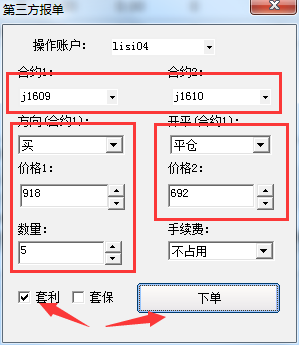 第三方报单
操作账户: lisi04
合约1: 合约2:
j1609 j1610
方向(合约1): 开平(合约1):
买 平仓
价格1: 价格2:
918 692
数量: 手续费:
5 不占用
套利 套保 下单